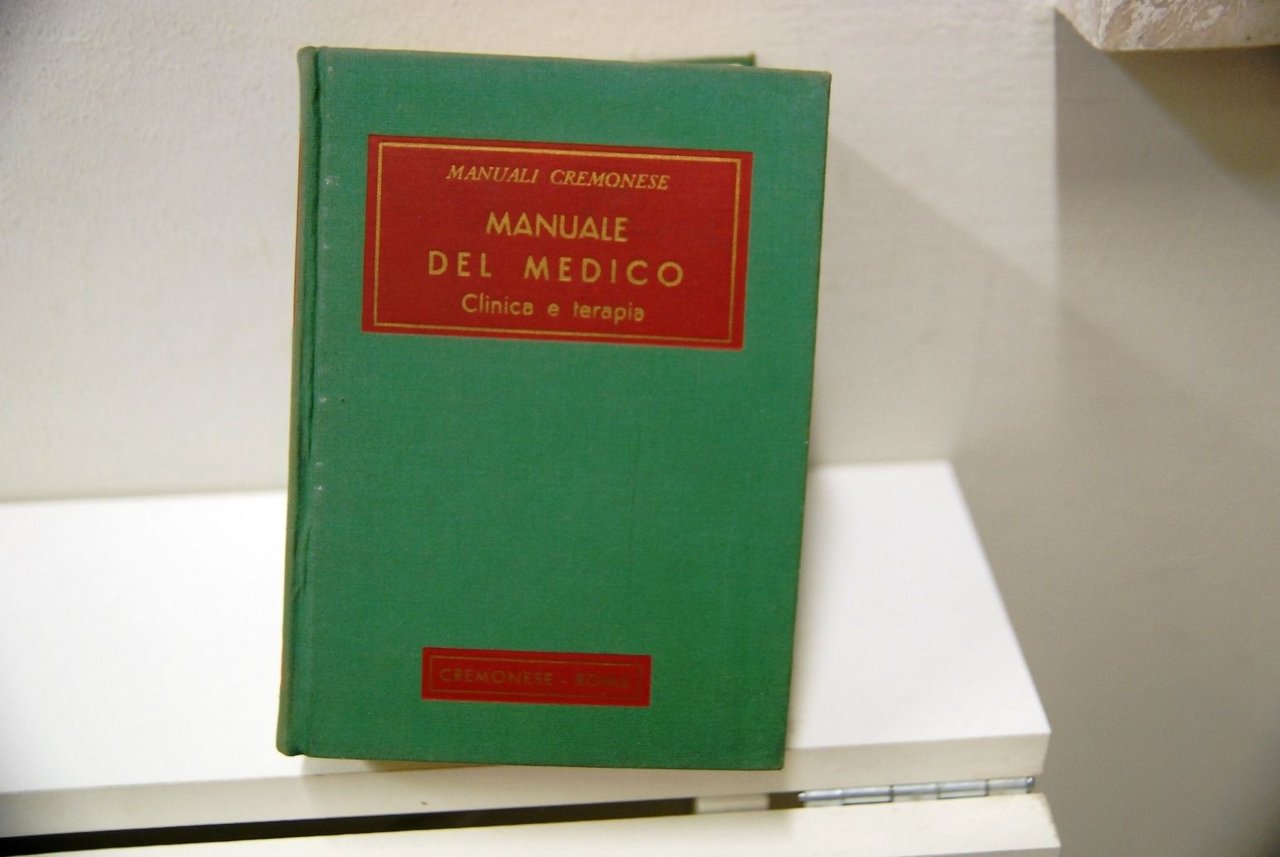 MANUALI CREMONESE
MANUALE
DEL MEDICO
Clinica e terapia
CREMONESE - ROMA